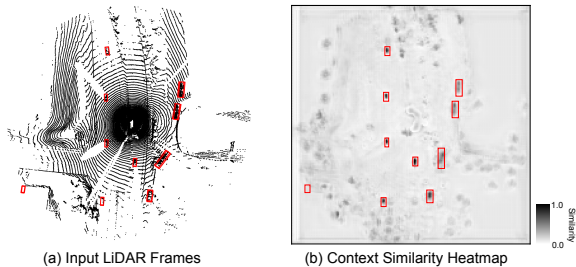 1.0
Similarity
0.0
(a) Input LiDAR Frames
(b) Context Similarity Heatmap